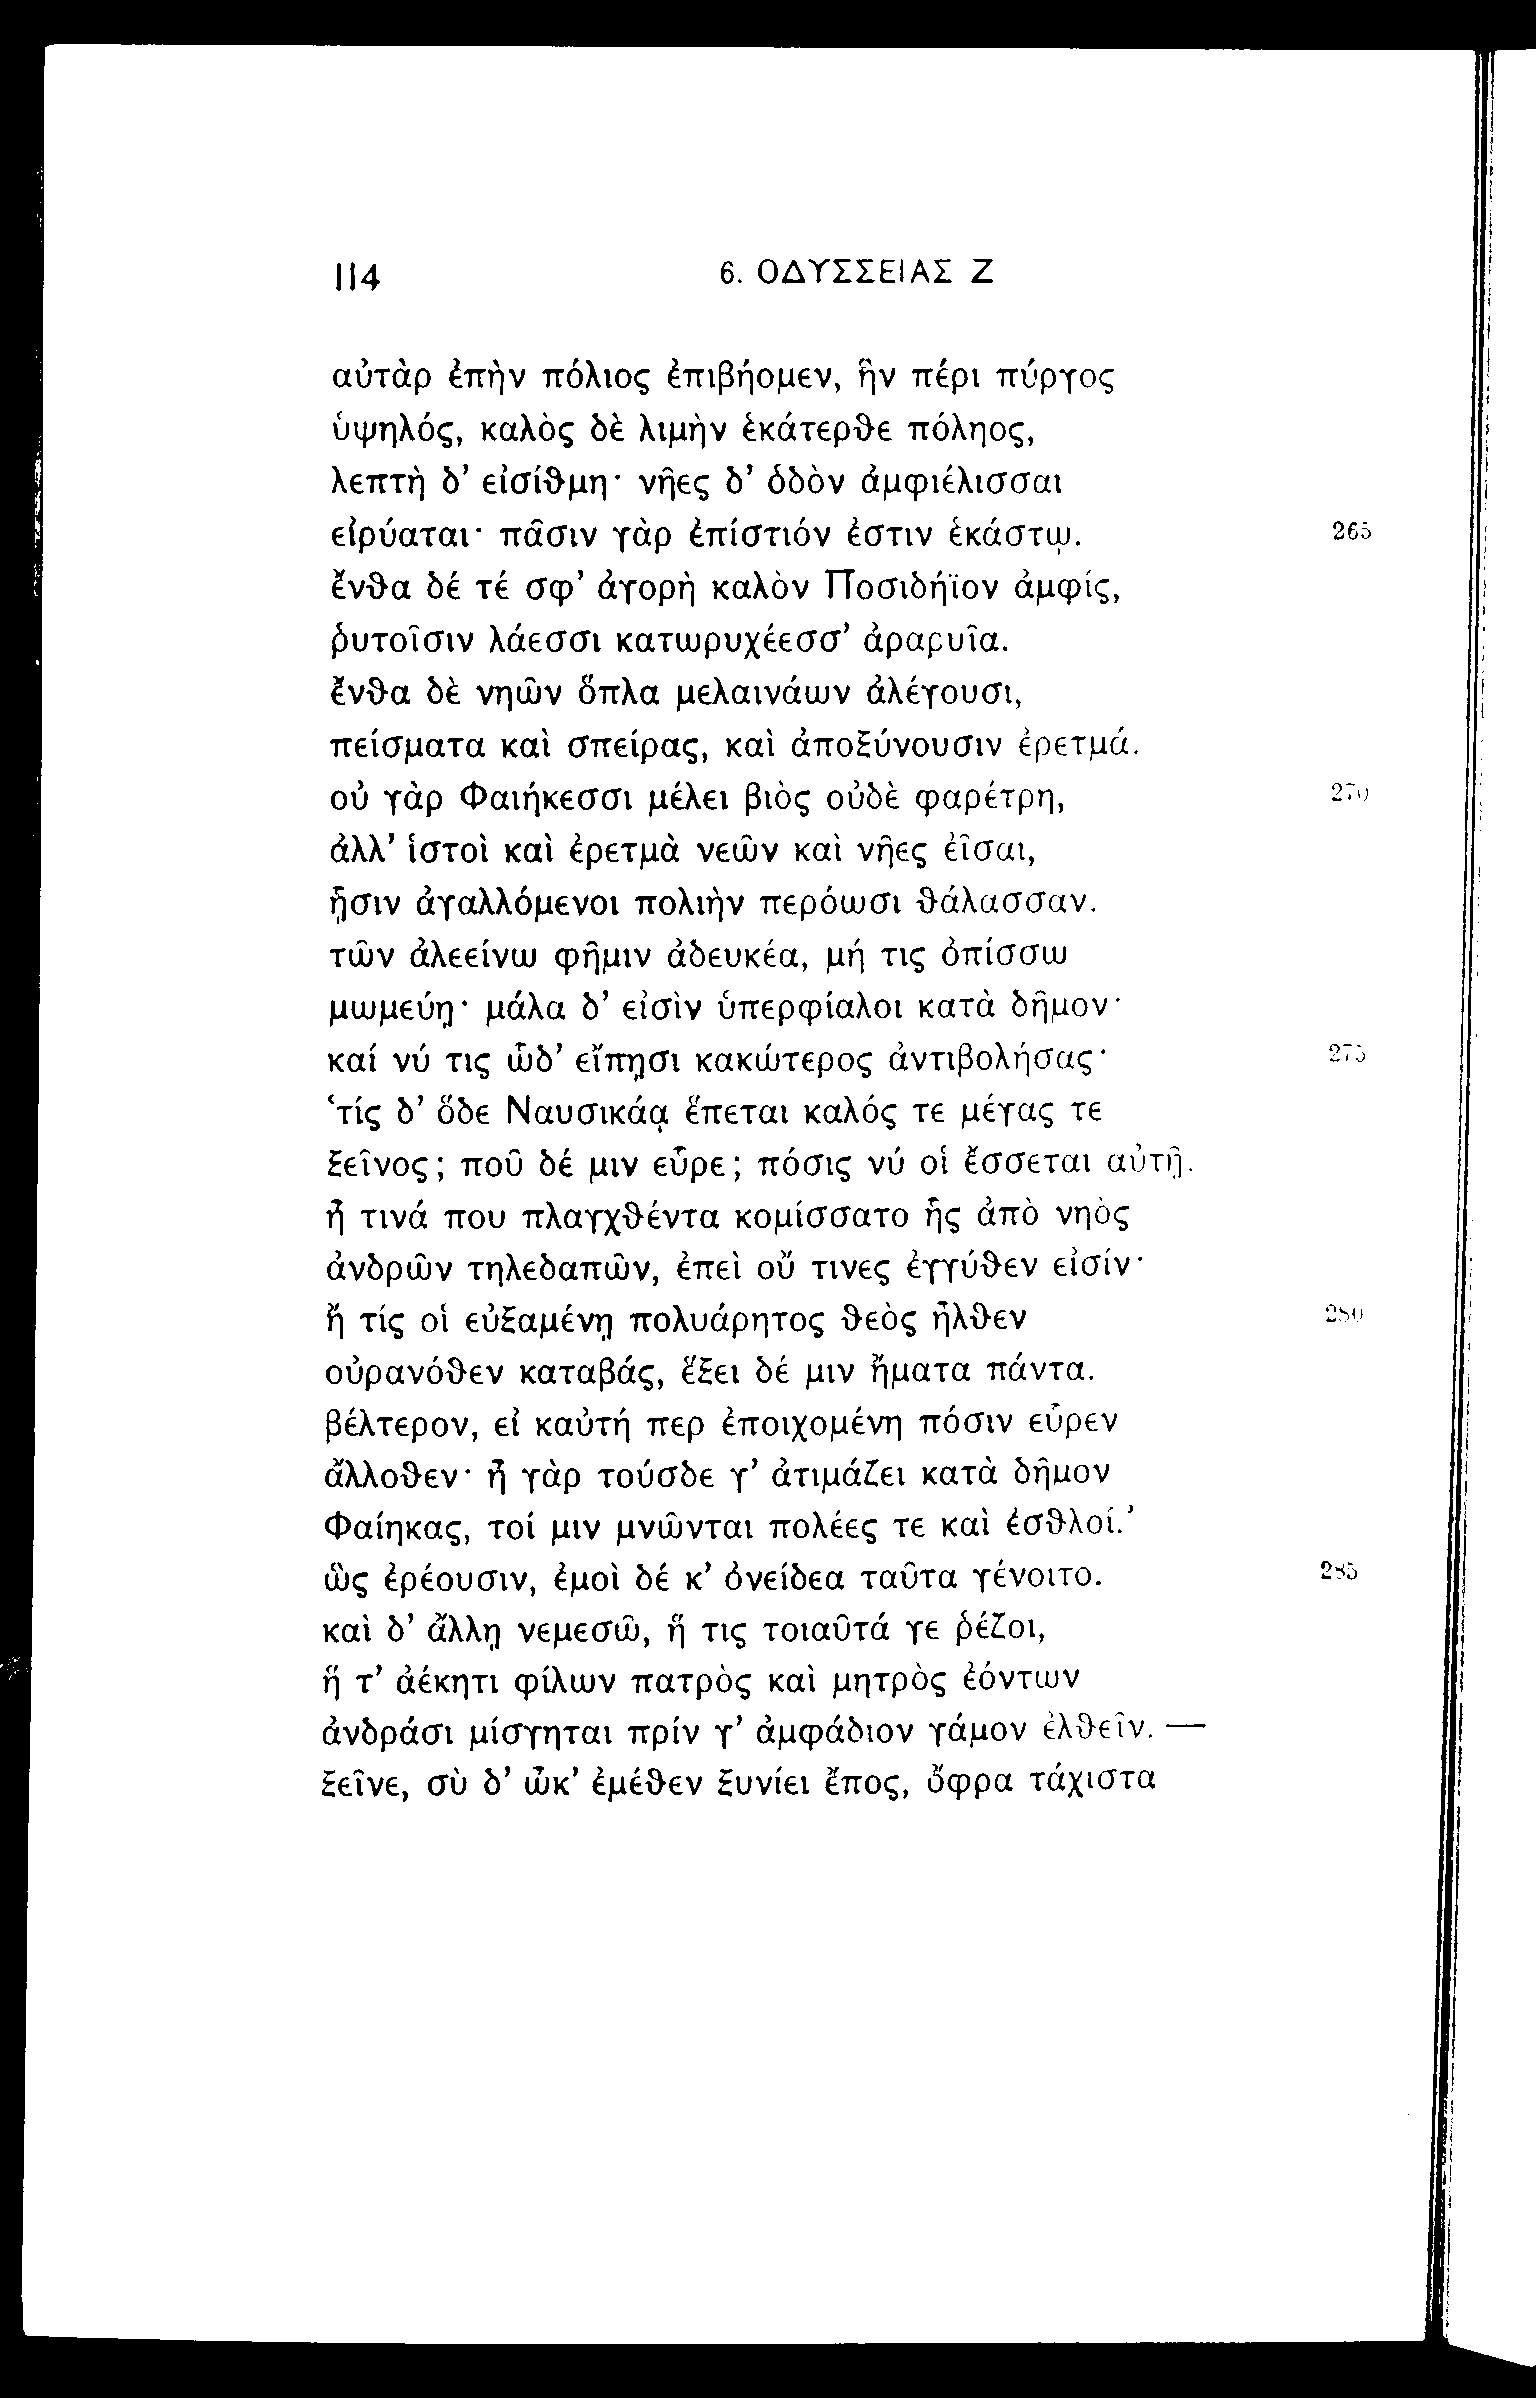 114 6. ΟΔΥΣΣΕΙΑΣ Ζ
αὐτὰρ ἐπὴν πόλιος ἐπιβήομεν, ἣν πέρι πύργος
ὑψηλός, καλὸς δὲ λιμὴν ἑκάτερθε πόληος,
λεπτὴ δ’ εἰσίθμη· νῆες δ’ ὁδὸν ἀμφιέλισσαι
εἰρύαται· πᾶσιν γὰρ ἐπίστιόν ἐστιν ἑκάστῳ. 265
ἔνθα δέ τέ σφ’ ἀγορὴ καλὸν Ποσιδήϊον ἀμφίς,
ῥυτοῖσιν λάεσσι κατωρυχέεσσ’ ἀραρυῖα.
ἔνθα δὲ νηῶν ὅπλα μελαινάων ἀλέγουσι,
πείσματα καὶ σπείρας, καὶ ἀποξύνουσιν ἐρετμά.
οὐ γὰρ Φαιήκεσσι μέλει βιὸς οὐδὲ φαρέτρη, 270
ἀλλ’ ἱστοὶ καὶ ἐρετμὰ νεῶν καὶ νῆες ἐῖσαι,
ᾗσιν ἀγαλλόμενοι πολιὴν περόωσι θάλασσαν.
τῶν ἀλεείνω φῆμιν ἀδευκέα, μή τις ὀπίσσω
μωμεύῃ· μάλα δ’ εἰσὶν ὑπερφίαλοι κατὰ δῆμον·
καί νύ τις ὧδ’ εἴπῃσι κακώτερος ἀντιβολήσας· 275
‘τίς δ’ ὅδε Ναυσικάᾳ ἕπεται καλός τε μέγας τε
ξεῖνος; ποῦ δέ μιν εὗρε; πόσις νύ οἱ ἔσσεται αὐτῇ.
ἦ τινά που πλαγχθέντα κομίσσατο ἧς ἀπὸ νηὸς
ἀνδρῶν τηλεδαπῶν, ἐπεὶ οὔ τινες ἐγγύθεν εἰσίν·
ἤ τίς οἱ εὐξαμένῃ πολυάρητος θεὸς ἦλθεν 280
οὐρανόθεν καταβάς, ἕξει δέ μιν ἤματα πάντα.
βέλτερον, εἰ καὐτή περ ἐποιχομένη πόσιν εὗρεν
ἄλλοθεν· ἦ γὰρ τούσδε γ’ ἀτιμάζει κατὰ δῆμον
Φαίηκας, τοί μιν μνῶνται πολέες τε καὶ ἐσθλοί.’
ὣς ἐρέουσιν, ἐμοὶ δέ κ’ ὀνείδεα ταῦτα γένοιτο. 285
καὶ δ’ ἄλλῃ νεμεσῶ, ἥ τις τοιαῦτά γε ῥέζοι,
ἥ τ’ ἀέκητι φίλων πατρὸς καὶ μητρὸς ἐόντων
ἀνδράσι μίσγηται πρίν γ’ ἀμφάδιον γάμον ἐλθεῖν. —
ξεῖνε, σὺ δ’ ὦκ’ ἐμέθεν ξυνίει ἔπος, ὄφρα τάχιστα